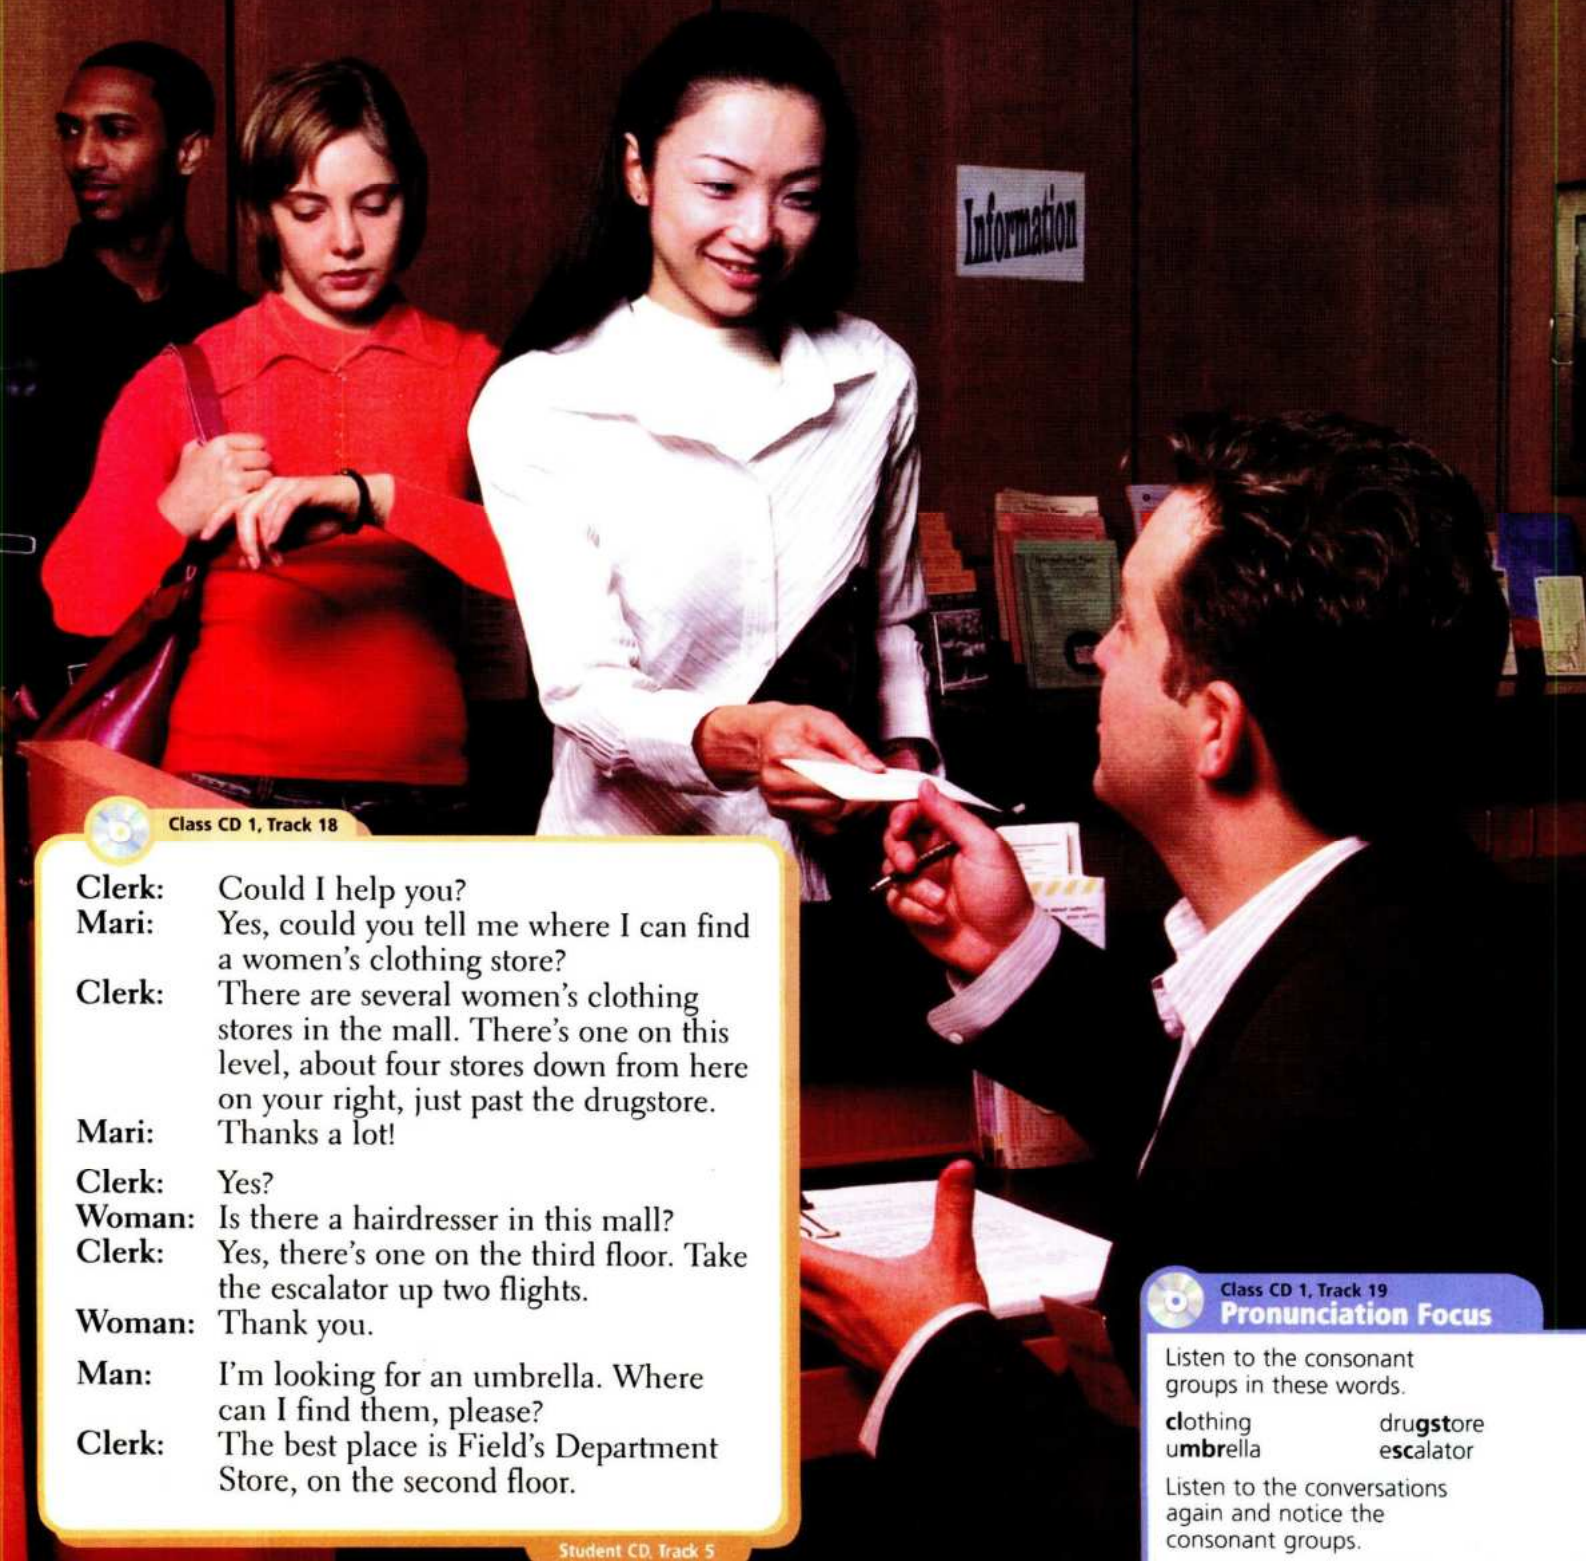 Information
Class CD 1, Track 18
Clerk: Could I help you?
Mari: Yes, could you tell me where I can find
a women's clothing store?
Clerk: There are several women's clothing
stores in the mall. There's one on this
level, about four stores down from here
on your right, just past the drugstore.
Mari: Thanks a lot!
Clerk: Yes?
Woman: Is there a hairdresser in this mall?
Clerk: Yes, there's one on the third floor. Take
the escalator up two flights.
Woman: Thank you.
Man: I'm looking for an umbrella. Where
can I find them, please?
Clerk: The best place is Field's Department
Store, on the second floor.
Student CD, Track 5
Class CD 1, Track 19
Pronunciation Focus
Listen to the consonant
groups in these words.
clothing drugstore
umbrella escalator
Listen to the conversations
again and notice the
consonant groups.